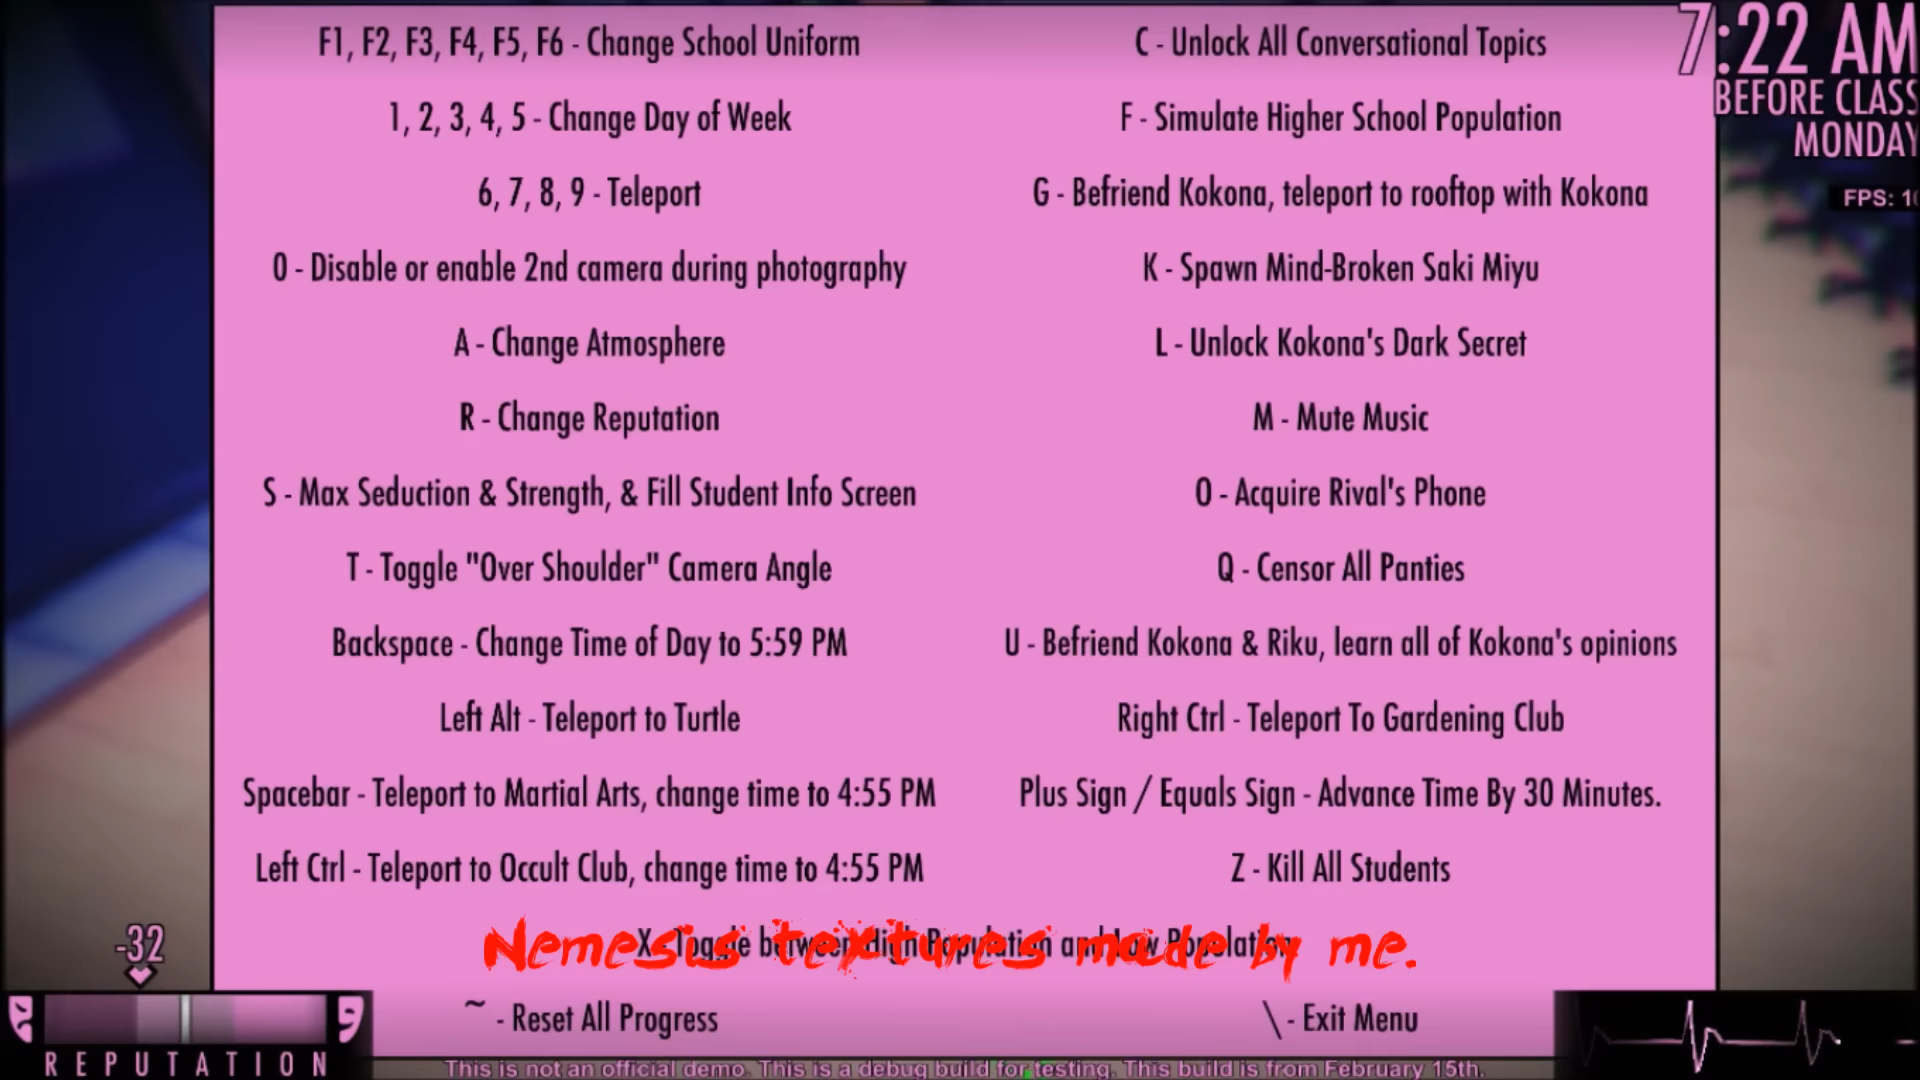 F1, F2, F3, F4, F5, F6 - Change School Uniform
1, 2, 3, 4, 5 - Change Day of Week
6, 7, 8, 9 - Teleport
0 - Disable or enable 2nd camera during photography
A - Change Atmosphere
R - Change Reputation
S - Max Seduction & Strength, & Fill Student Info Screen
T - Toggle "Over Shoulder" Camera Angle
Backspace - Change Time of Day to 5:59 PM
Left Alt - Teleport to Turtle
Spacebar - Teleport to Martial Arts, change time to 4:55 PM
Left Ctrl - Teleport to Occult Club, change time to 4:55 PM
C - Unlock All Conversational Topics
F - Simulate Higher School Population
G - Befriend Kokona, teleport to rooftop with Kokona
K - Spawn Mind-Broken Saki Miyu
L - Unlock Kokona's Dark Secret
M - Mute Music
O - Acquire Rival's Phone
Q - Censor All Panties
U - Befriend Kokona & Riku, learn all of Kokona's opinions
Right Ctrl - Teleport To Gardening Club
Plus Sign / Equals Sign - Advance Time By 30 Minutes.
Z - Kill All Students
X - Toggle between High Population and Low Population
Nemesis textures made by me.
~ - Reset All Progress
\ - Exit Menu
7:22 AM
BEFORE CLASS
MONDAY
FPS:
-32
REPUTATION
This is not an official demo. This is a debug build for testing. This build is from February 15th.